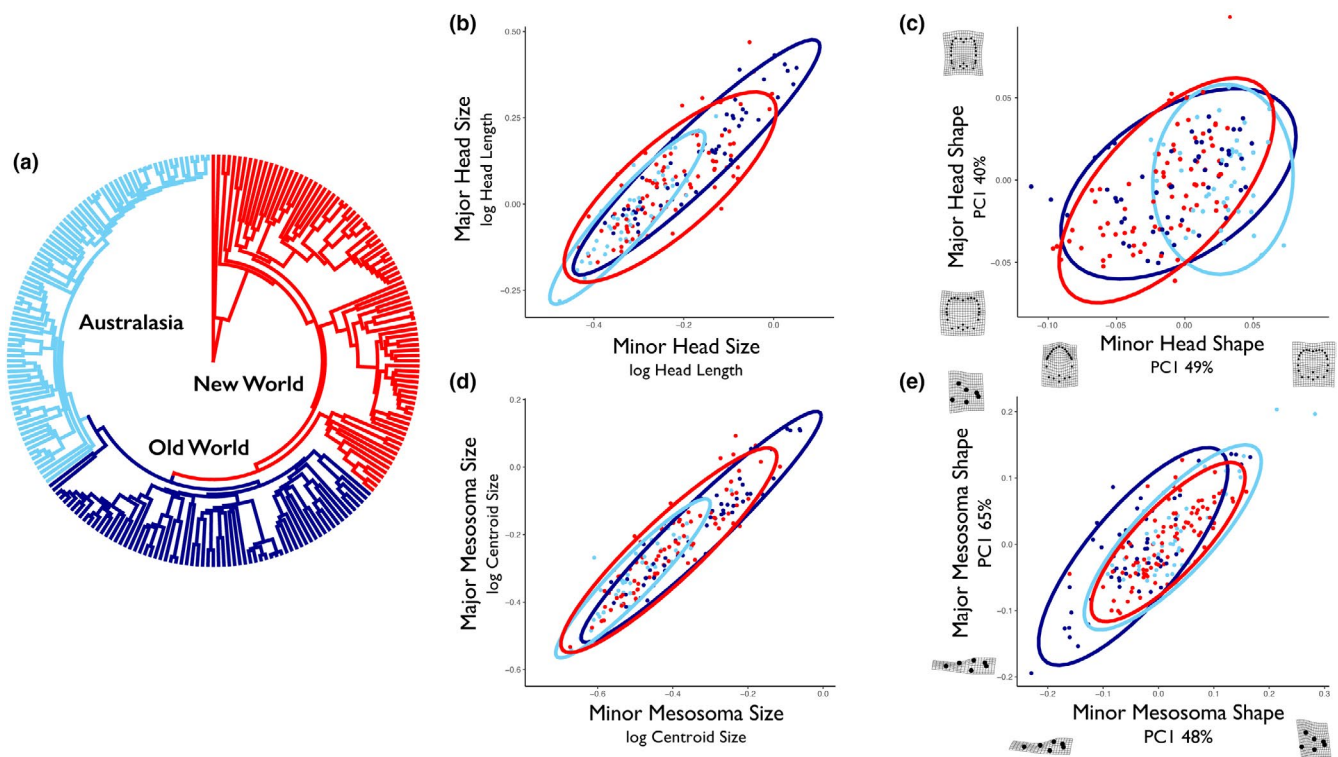 (a)
Australasia
New World
Old World
(b)
Major Head Size
log Head Length
0.50
0.25
0.00
−0.25
−0.4
−0.2
0.0
Minor Head Size
log Head Length
(c)
Major Head Shape
PC1 40%
0.05
0.00
−0.05
−0.10
−0.05
0.00
0.05
Minor Head Shape
PC1 49%
(d)
Major Mesosoma Size
log Centroid Size
0.2
0.0
−0.2
−0.4
−0.6
−0.6
−0.4
−0.2
0.0
Minor Mesosoma Size
log Centroid Size
(e)
Major Mesosoma Shape
PC1 65%
0.2
0.1
0.0
−0.1
−0.2
−0.2
−0.1
0.0
0.1
0.2
0.3
Minor Mesosoma Shape
PC1 48%